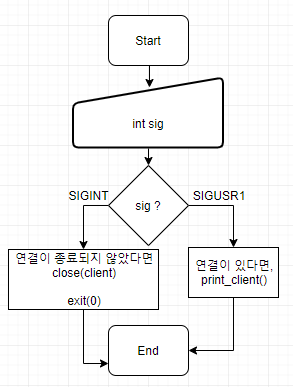 Start
int sig
sig ?
SIGINT
SIGUSR1
연결이 종료되지 않았다면
close(client)
exit(0)
연결이 있다면,
print_client()
End